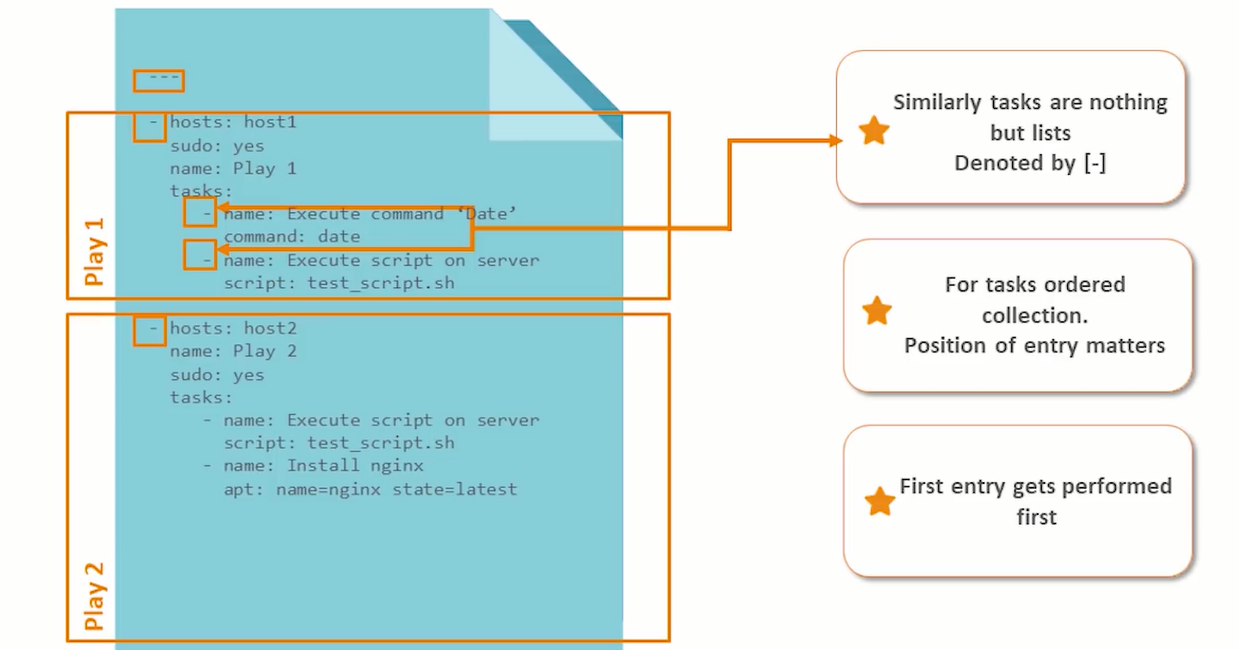 ---
- hosts: host1
sudo: yes
name: Play 1
tasks:
- name: Execute command ‘Date’
command: date
- name: Execute script on server
script: test_script.sh
Play 1
- hosts: host2
name: Play 2
sudo: yes
tasks:
- name: Execute script on server
script: test_script.sh
- name: Install nginx
apt: name=nginx state=latest
Play 2
Similarly tasks are nothing
but lists
Denoted by [-]
For tasks ordered
collection.
Position of entry matters
First entry gets performed
first